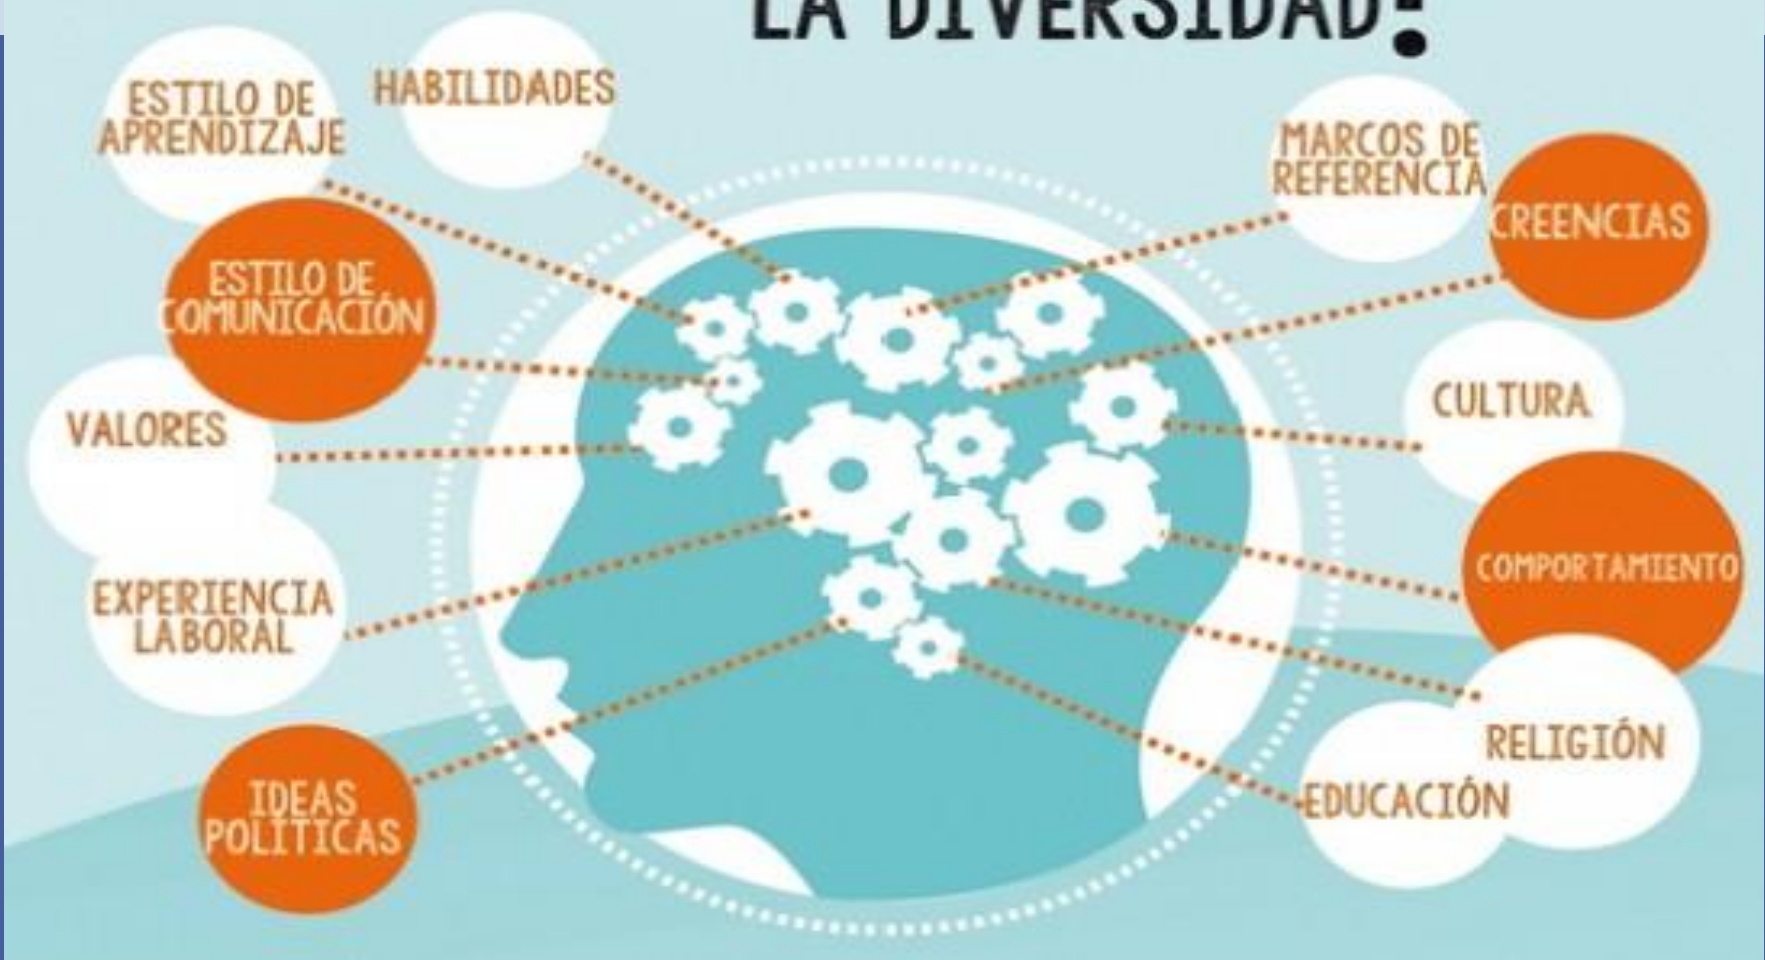 LA DIVERSIDAD:
ESTILO DE
APRENDIZAJE
HABILIDADES
MARCOS DE
REFERENCIA
CREENCIAS
ESTILO DE
COMUNICACIÓN
VALORES
CULTURA
EXPERIENCIA
LABORAL
COMPORTAMIENTO
RELIGIÓN
IDEAS
POLÍTICAS
EDUCACIÓN